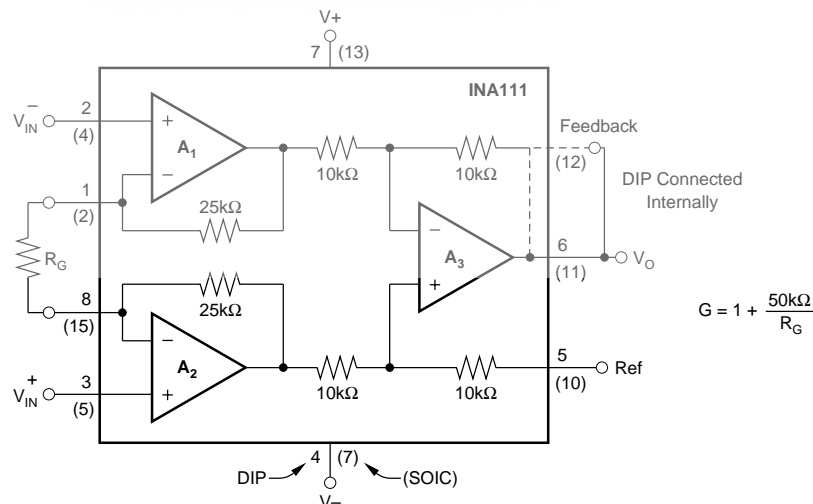 V+
7 (13)
INA111
V−IN
2
(4)
+
A1
−
10kΩ
10kΩ
Feedback
(12)
DIP Connected
Internally
1
(2)
25kΩ
RG
−
A3
+
6
(11)
VO
8
(15)
25kΩ
G = 1 + 50kΩ / RG
−
A2
+
V+IN
3
(5)
10kΩ
10kΩ
5
(10)
Ref
DIP
4 (7)
(SOIC)
V−